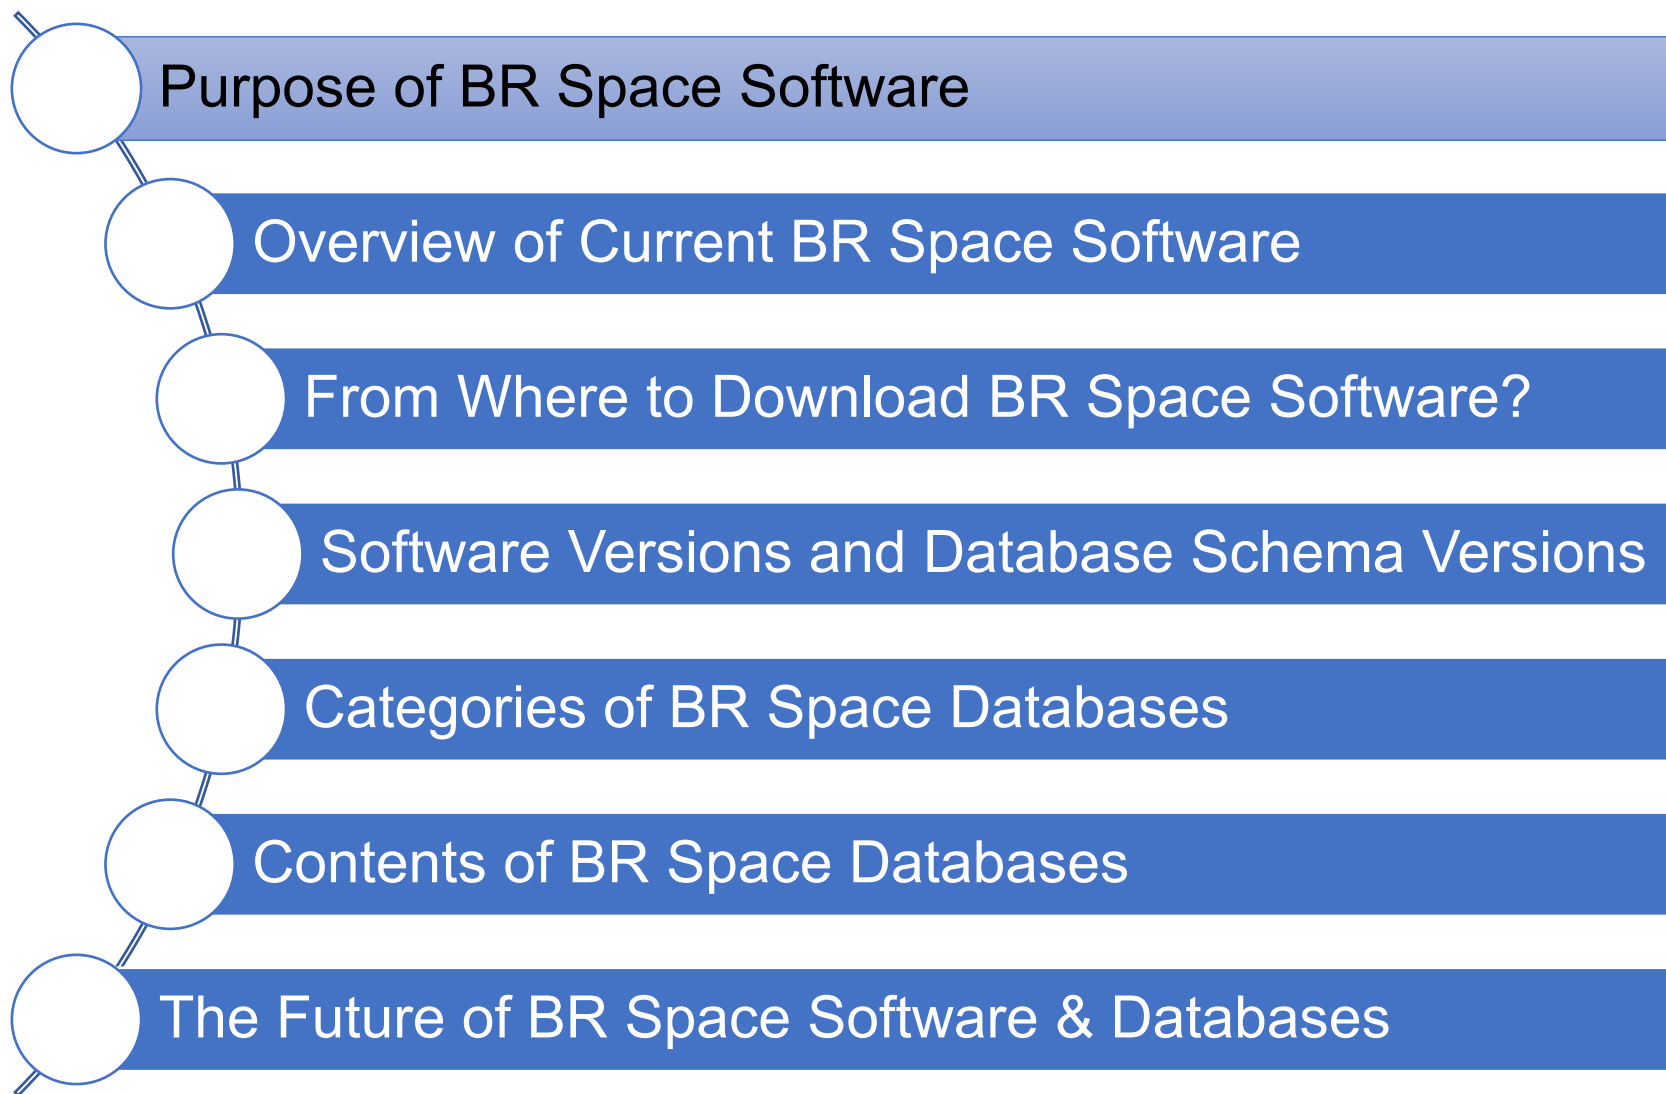 Purpose of BR Space Software
Overview of Current BR Space Software
From Where to Download BR Space Software?
Software Versions and Database Schema Versions
Categories of BR Space Databases
Contents of BR Space Databases
The Future of BR Space Software & Databases